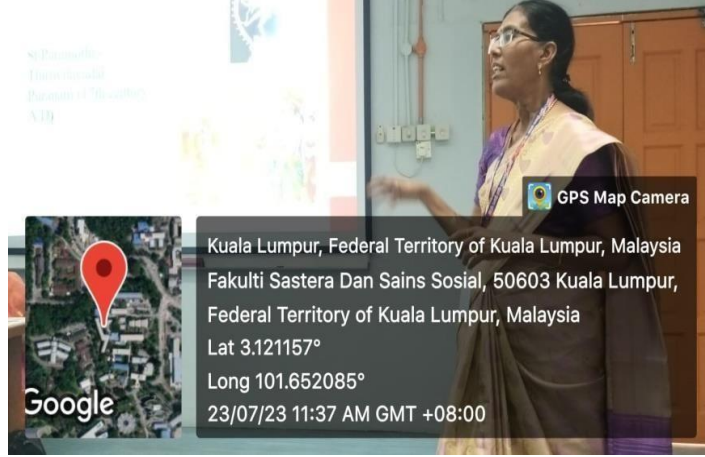 GPS Map Camera
Kuala Lumpur, Federal Territory of Kuala Lumpur, Malaysia
Fakulti Sastera Dan Sains Sosial, 50603 Kuala Lumpur,
Federal Territory of Kuala Lumpur, Malaysia
Lat 3.121157°
Long 101.652085°
23/07/23 11:37 AM GMT +08:00
Google